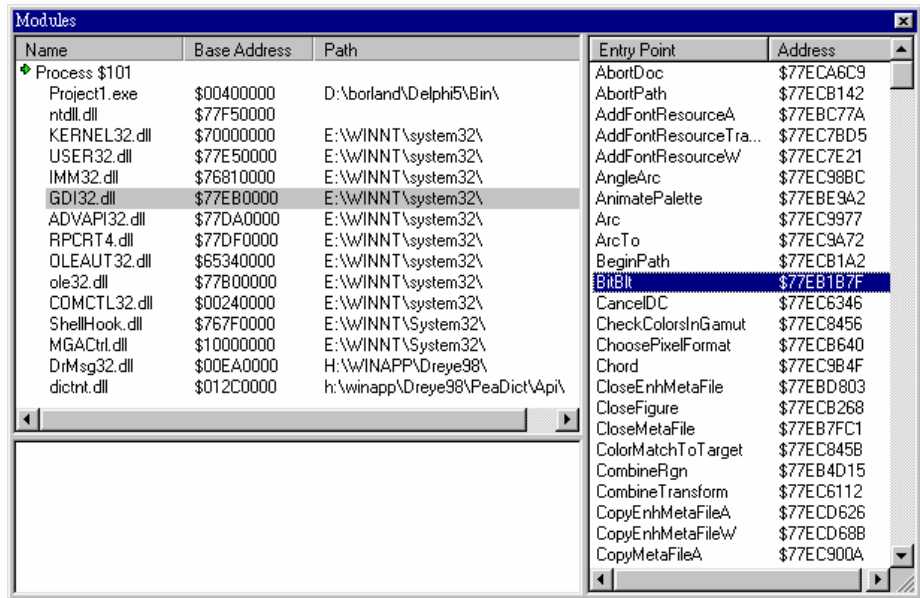 Modules
Name Base Address Path
Process $101
Project1.exe $00400000 D:\borland\Delphi5\Bin\
ntdll.dll $77F50000
KERNEL32.dll $70000000 E:\WINNT\system32\
USER32.dll $77E50000 E:\WINNT\system32\
IMM32.dll $76810000 E:\WINNT\system32\
GDI32.dll $77EB0000 E:\WINNT\system32\
ADVAPI32.dll $77DA0000 E:\WINNT\system32\
RPCRT4.dll $77DF0000 E:\WINNT\system32\
OLEAUT32.dll $65340000 E:\WINNT\system32\
ole32.dll $77B00000 E:\WINNT\system32\
COMCTL32.dll $00240000 E:\WINNT\system32\
ShellHook.dll $767F0000 E:\WINNT\System32\
MGACtrl.dll $10000000 E:\WINNT\System32\
DrMsg32.dll $00EA0000 H:\WINAPP\Dreye98\
dictnt.dll $012C0000 h:\winapp\Dreye98\PeaDict\Api\
Entry Point Address
AbortDoc $77ECA6C9
AbortPath $77ECB142
AddFontResourceA $77EBC77A
AddFontResourceTra... $77EC7BD5
AddFontResourceW $77EC7E21
AngleArc $77EC98BC
AnimatePalette $77EBE9A2
Arc $77EC9977
ArcTo $77EC9A72
BeginPath $77ECB1A2
BitBlt $77EB1B7F
CancelDC $77EC6346
CheckColorsInGamut $77EC8456
ChoosePixelFormat $77ECB640
Chord $77EC9B4F
CloseEnhMetaFile $77EBD803
CloseFigure $77ECB268
CloseMetaFile $77EB7FC1
ColorMatchToTarget $77EC845B
CombineRgn $77EB4D15
CombineTransform $77EC6112
CopyEnhMetaFileA $77ECD626
CopyEnhMetaFileW $77ECD68B
CopyMetaFileA $77EC900A